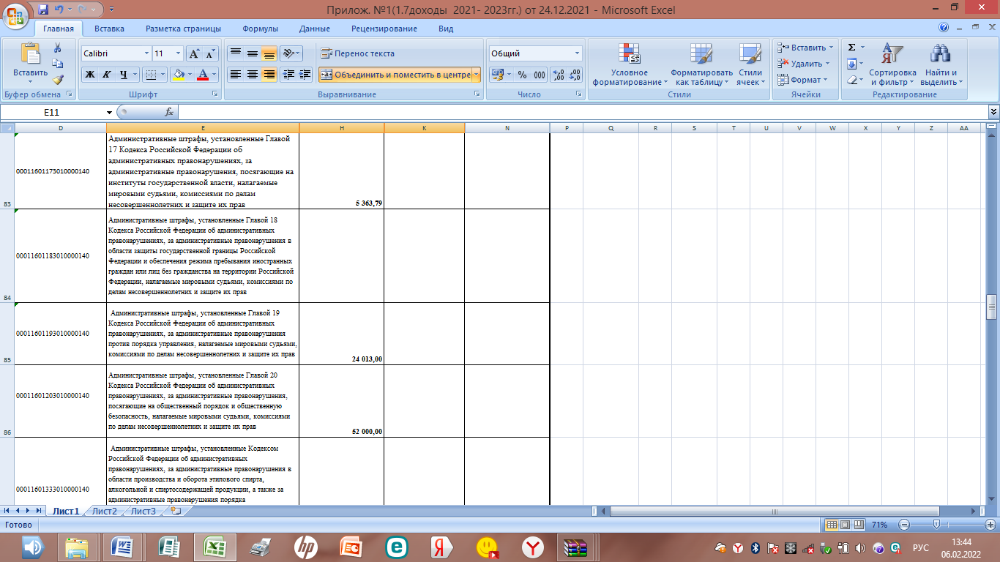 Прилож. №1(1.7доходы 2021- 2023гг.) от 24.12.2021 - Microsoft Excel
Главная Вставка Разметка страницы Формулы Данные Рецензирование Вид
Calibri 11 Перенос текста Общий Вставить
Вставить Условное форматирование Форматировать как таблицу Стили ячеек Удалить Сортировка и фильтр Найти и выделить
Ж К Ч Объединить и поместить в центре % 000 Формат
Буфер обмена Шрифт Выравнивание Число Стили Ячейки Редактирование
E11 fx
D E H K N P Q R S T U V W X Y Z AA
83
00011601173010000140
Административные штрафы, установленные Главой
17 Кодекса Российской Федерации об
административных правонарушениях, за
административные правонарушения, посягающие на
институты государственной власти, налагаемые
мировыми судьями, комиссиями по делам
несовершеннолетних и защите их прав
5 363,79
84
00011601183010000140
Административные штрафы, установленные Главой 18
Кодекса Российской Федерации об административных
правонарушениях, за административные правонарушения в
области защиты государственной границы Российской
Федерации и обеспечения режима пребывания иностранных
граждан или лиц без гражданства на территории Российской
Федерации, налагаемые мировыми судьями, комиссиями по
делам несовершеннолетних и защите их прав
85
00011601193010000140
Административные штрафы, установленные Главой 19
Кодекса Российской Федерации об административных
правонарушениях, за административные правонарушения
против порядка управления, налагаемые мировыми судьями,
комиссиями по делам несовершеннолетних и защите их прав
24 013,00
86
00011601203010000140
Административные штрафы, установленные Главой 20
Кодекса Российской Федерации об административных
правонарушениях, за административные правонарушения,
посягающие на общественный порядок и общественную
безопасность, налагаемые мировыми судьями, комиссиями
по делам несовершеннолетних и защите их прав
52 000,00
00011601333010000140
Административные штрафы, установленные Кодексом
Российской Федерации об административных
правонарушениях, за административные правонарушения в
области производства и оборота этилового спирта,
алкогольной и спиртосодержащей продукции, а также за
административные правонарушения порядка
Лист1 Лист2 Лист3
Готово 71%
РУС 13:44
06.02.2022